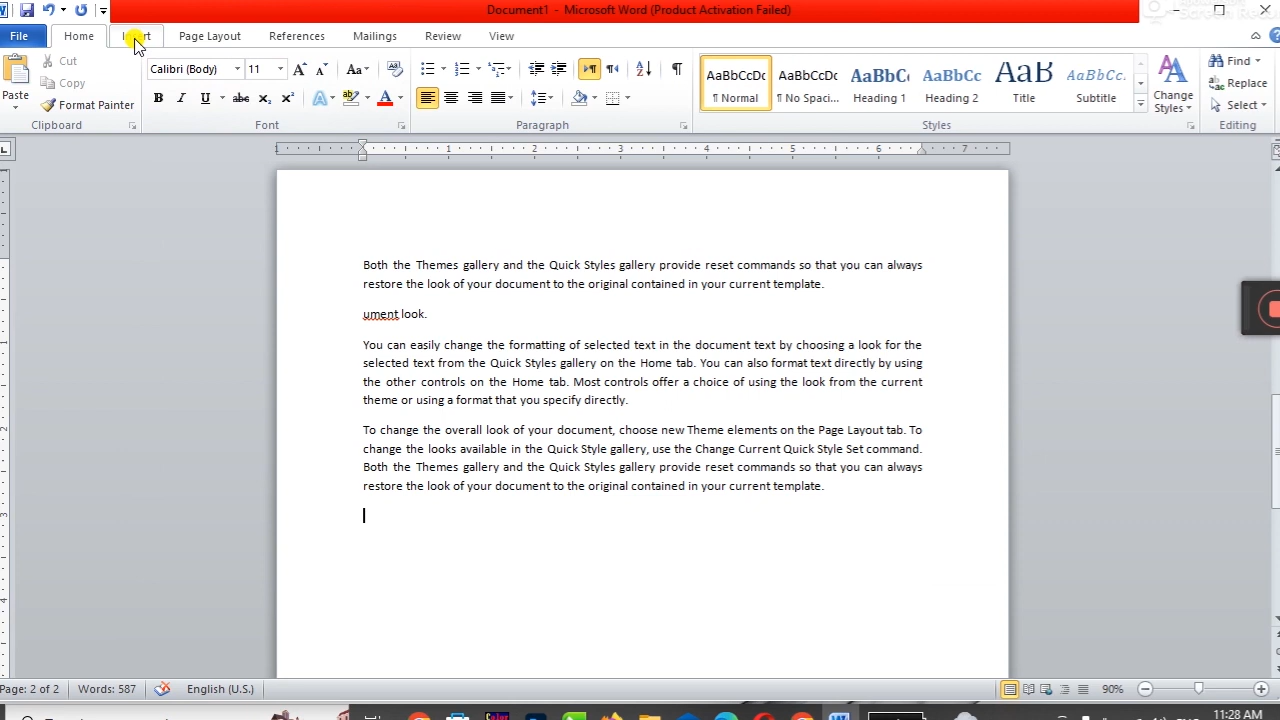 Document1 - Microsoft Word (Product Activation Failed)
File Home Insert Page Layout References Mailings Review View
Paste
Cut
Copy
Format Painter
Clipboard
Calibri (Body) 11
Font
Paragraph
AaBbCcDc AaBbCcDc AaBbC AaBbCc AaB AaBbCc.
¶ Normal ¶ No Spaci... Heading 1 Heading 2 Title Subtitle
Change
Styles
Styles
Find
Replace
Select
Editing
1 1 2 3 4 5 6 7
Both the Themes gallery and the Quick Styles gallery provide reset commands so that you can always
restore the look of your document to the original contained in your current template.
ument look.
You can easily change the formatting of selected text in the document text by choosing a look for the
selected text from the Quick Styles gallery on the Home tab. You can also format text directly by using
the other controls on the Home tab. Most controls offer a choice of using the look from the current
theme or using a format that you specify directly.
To change the overall look of your document, choose new Theme elements on the Page Layout tab. To
change the looks available in the Quick Style gallery, use the Change Current Quick Style Set command.
Both the Themes gallery and the Quick Styles gallery provide reset commands so that you can always
restore the look of your document to the original contained in your current template.
Page: 2 of 2 Words: 587 English (U.S.) 90%
11:28 AM